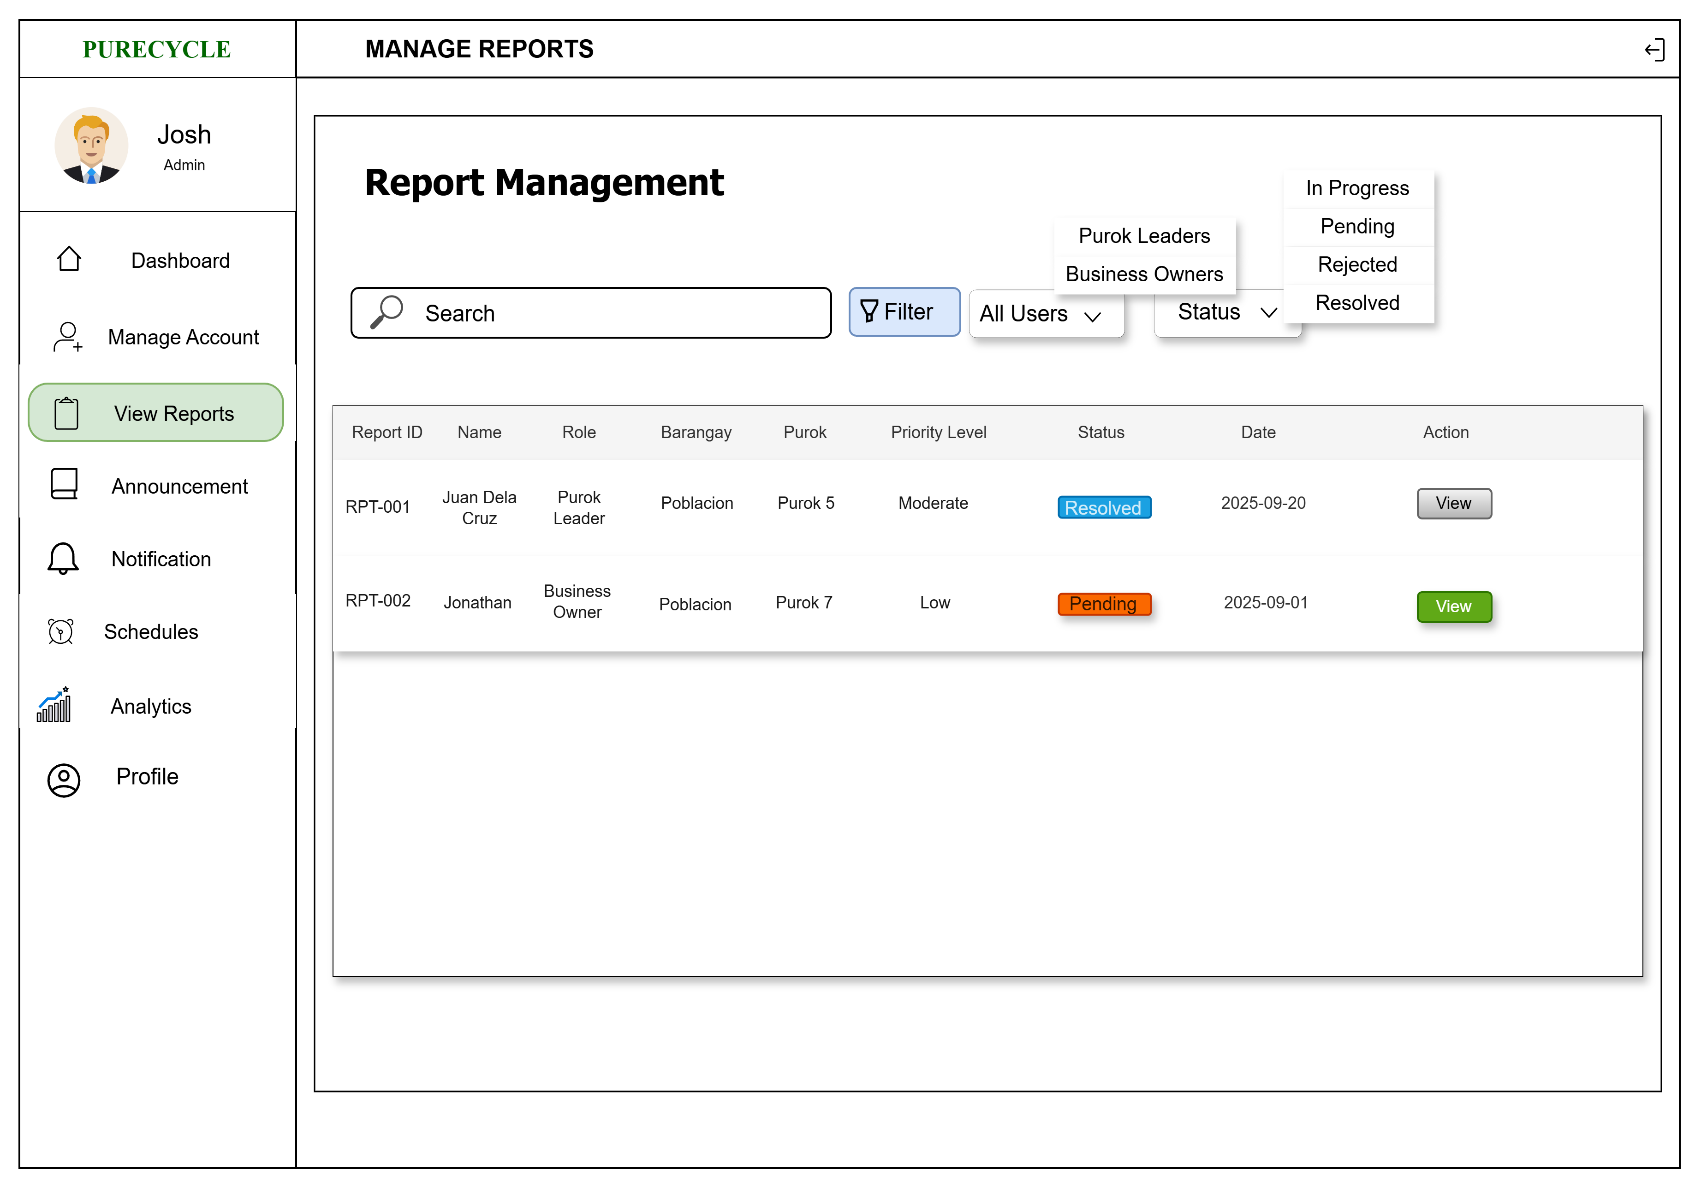 PURECYCLE
MANAGE REPORTS
Josh
Admin
Dashboard
Manage Account
View Reports
Announcement
Notification
Schedules
Analytics
Profile
Report Management
In Progress
Pending
Rejected
Resolved
Purok Leaders
Business Owners
Search
Filter
All Users
Status
Report ID Name Role Barangay Purok Priority Level Status Date Action
RPT-001 Juan Dela Cruz Purok Leader Poblacion Purok 5 Moderate Resolved 2025-09-20 View
RPT-002 Jonathan Business Owner Poblacion Purok 7 Low Pending 2025-09-01 View